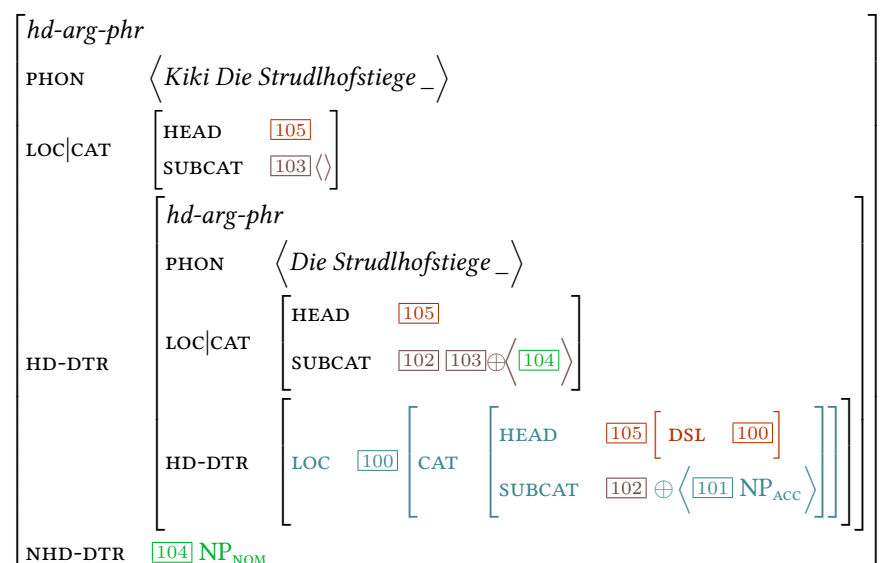 hd-arg-phr
PHON ⟨Kiki Die Strudlhofstiege _⟩
LOC|CAT
HEAD 105
SUBCAT 103 ⟨⟩
HD-DTR
hd-arg-phr
PHON ⟨Die Strudlhofstiege _⟩
LOC|CAT
HEAD 105
SUBCAT 102 103 ⊕ ⟨104⟩
HD-DTR
LOC 100 [CAT
HEAD 105 [DSL 100]
SUBCAT 102 ⊕ ⟨101 NP_ACC⟩
NHD-DTR 104 NP_NOM